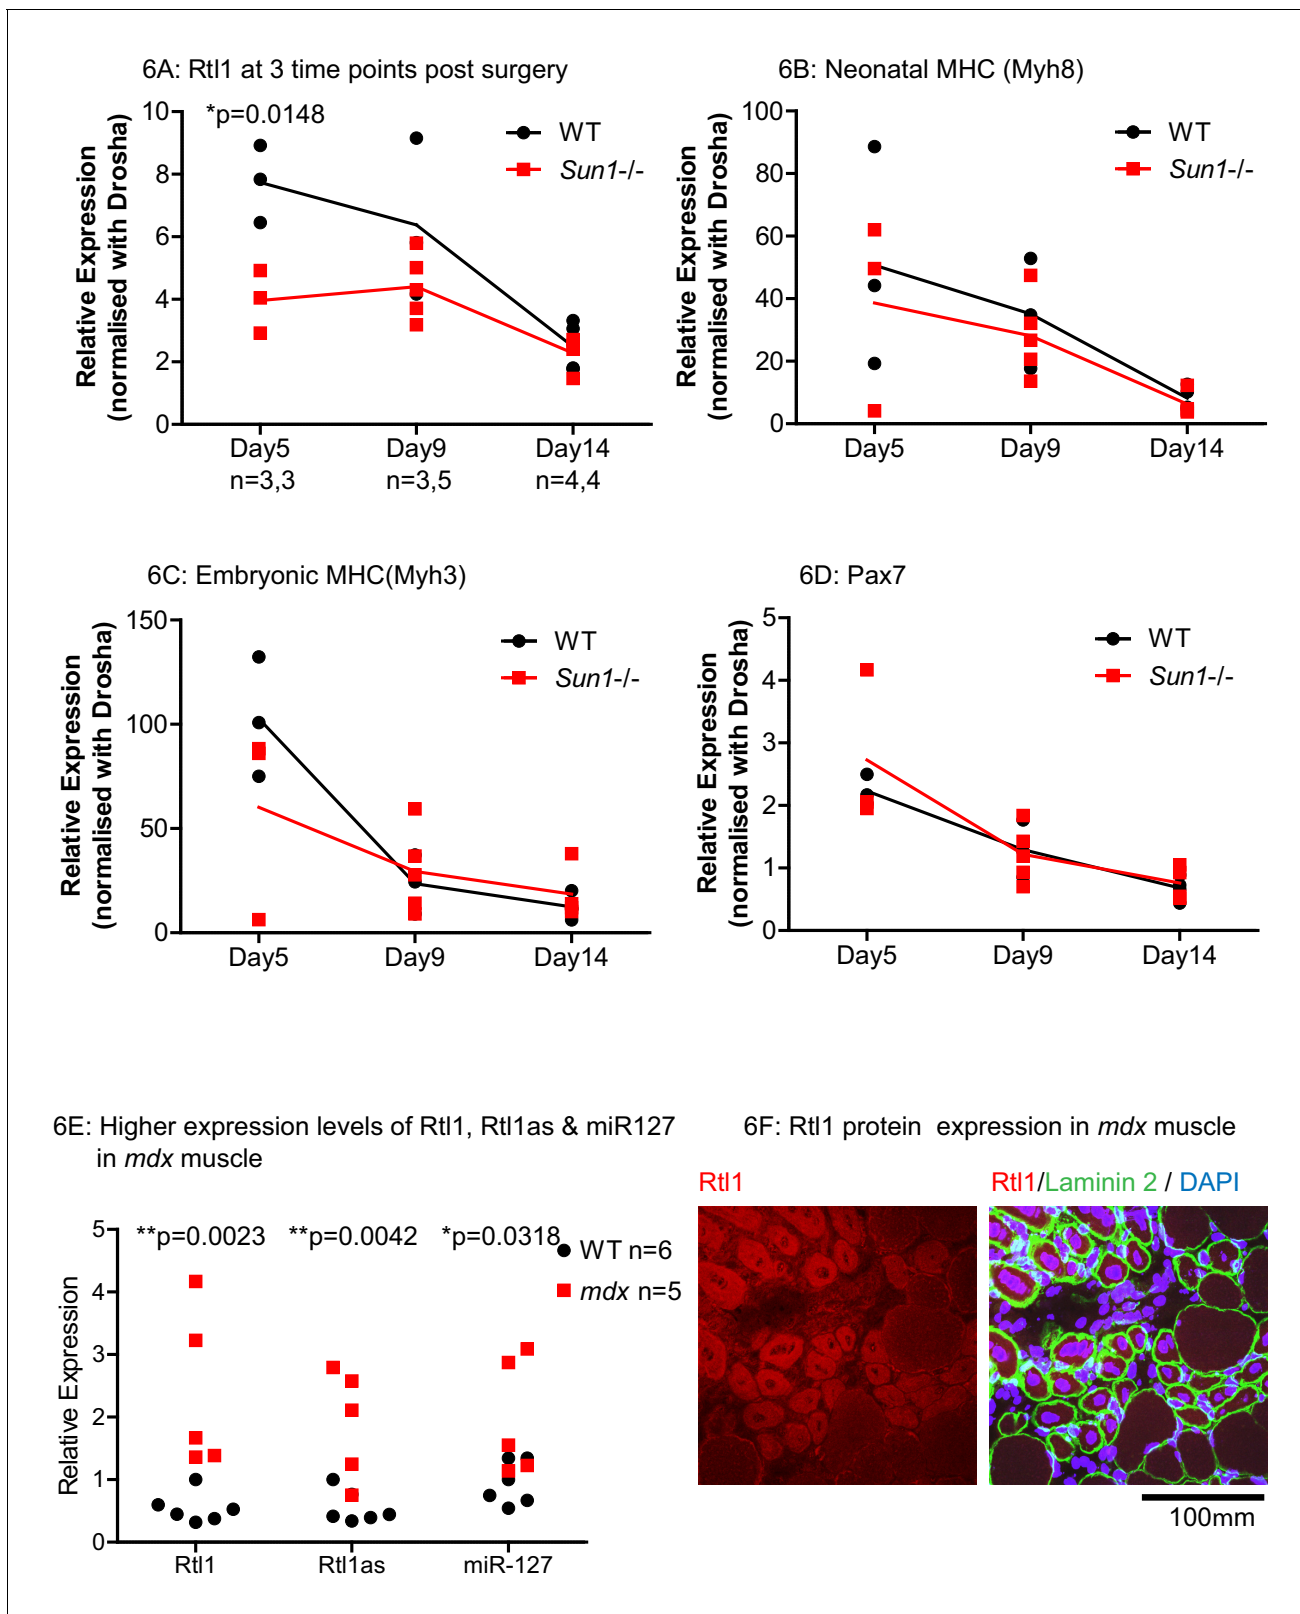 6A: Rtl1 at 3 time points post surgery
Relative Expression
(normalised with Drosha)
10
8
6
4
2
0
*p=0.0148
WT
Sun1-/-
Day5
Day9
Day14
n=3,3
n=3,5
n=4,4
6B: Neonatal MHC (Myh8)
Relative Expression
(normalised with Drosha)
100
80
60
40
20
0
WT
Sun1-/-
Day5
Day9
Day14
6C: Embryonic MHC(Myh3)
Relative Expression
(normalised with Drosha)
150
100
50
0
WT
Sun1-/-
Day5
Day9
Day14
6D: Pax7
Relative Expression
(normalised with Drosha)
5
4
3
2
1
0
WT
Sun1-/-
Day5
Day9
Day14
6E: Higher expression levels of Rtl1, Rtl1as & miR127
in mdx muscle
Relative Expression
5
4
3
2
1
0
**p=0.0023
**p=0.0042
*p=0.0318
WT n=6
mdx n=5
Rtl1
Rtl1as
miR-127
6F: Rtl1 protein expression in mdx muscle
Rtl1
Rtl1/Laminin 2 / DAPI
100mm